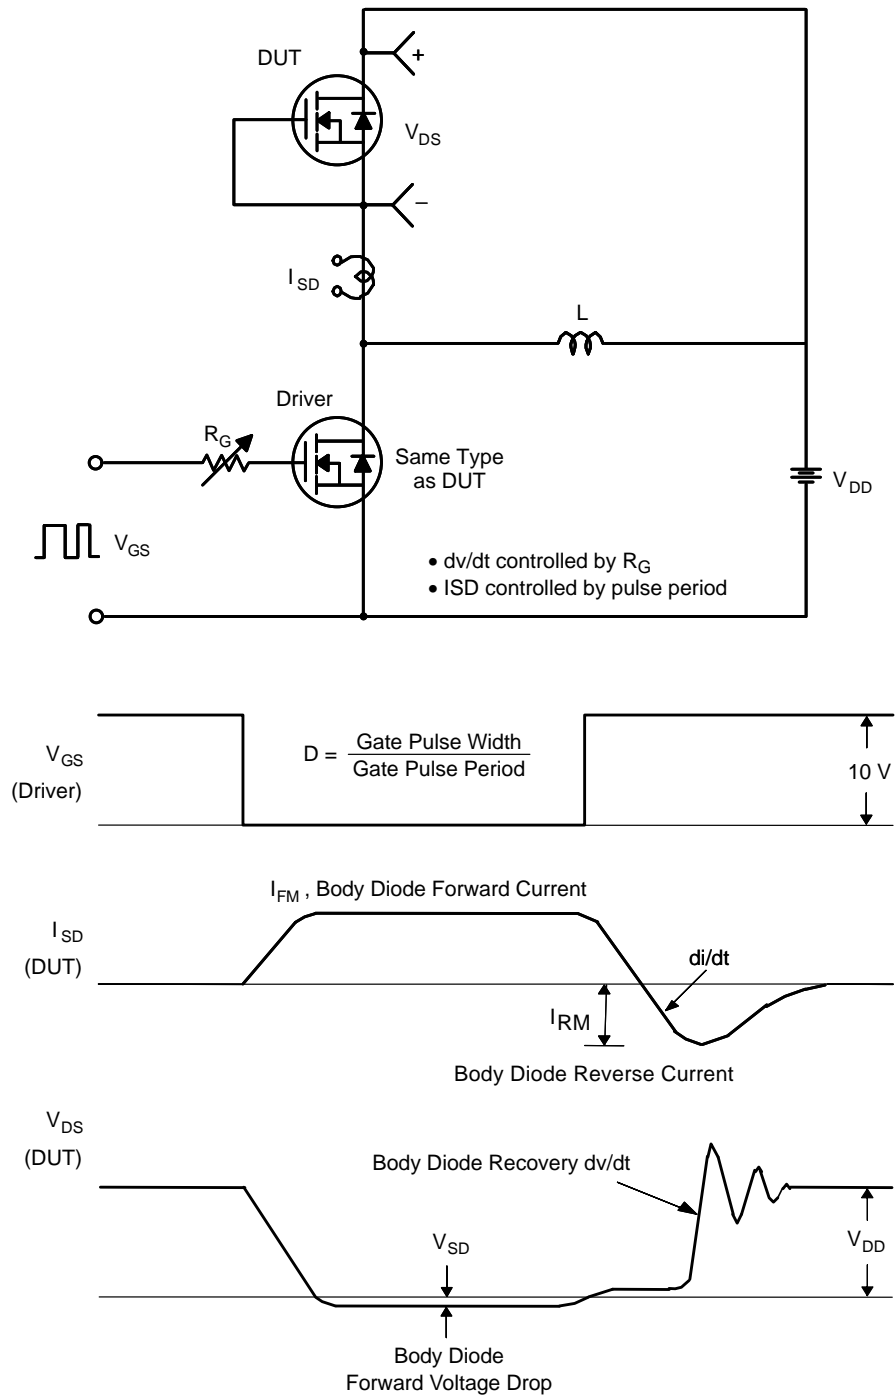 DUT
+
V_DS
−
I_SD
L
Driver
R_G
Same Type
as DUT
V_DD
V_GS
• dv/dt controlled by R_G
• ISD controlled by pulse period
V_GS
(Driver)
D = Gate Pulse Width
Gate Pulse Period
10 V
I_FM , Body Diode Forward Current
I_SD
(DUT)
di/dt
I_RM
Body Diode Reverse Current
V_DS
(DUT)
Body Diode Recovery dv/dt
V_SD
V_DD
Body Diode
Forward Voltage Drop